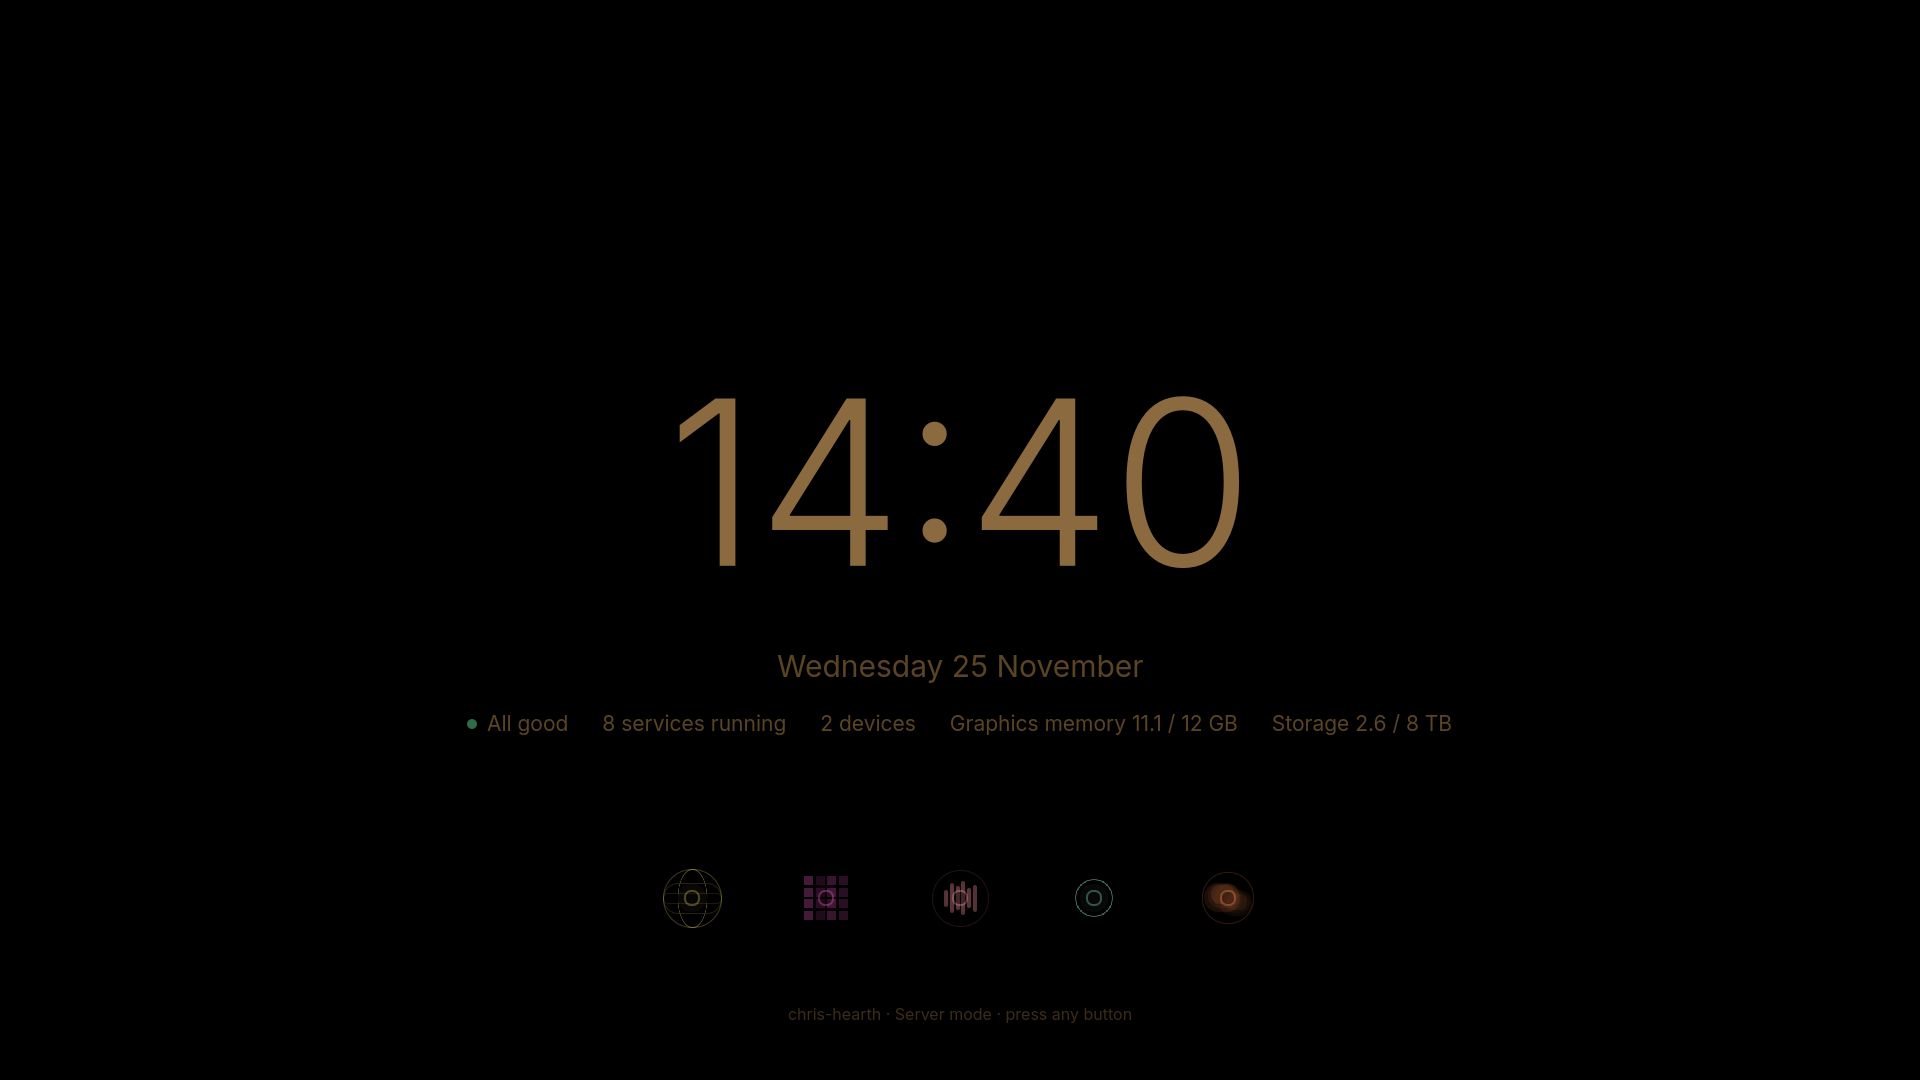 14:40
Wednesday 25 November
All good 8 services running 2 devices Graphics memory 11.1 / 12 GB Storage 2.6 / 8 TB
chris-hearth · Server mode · press any button